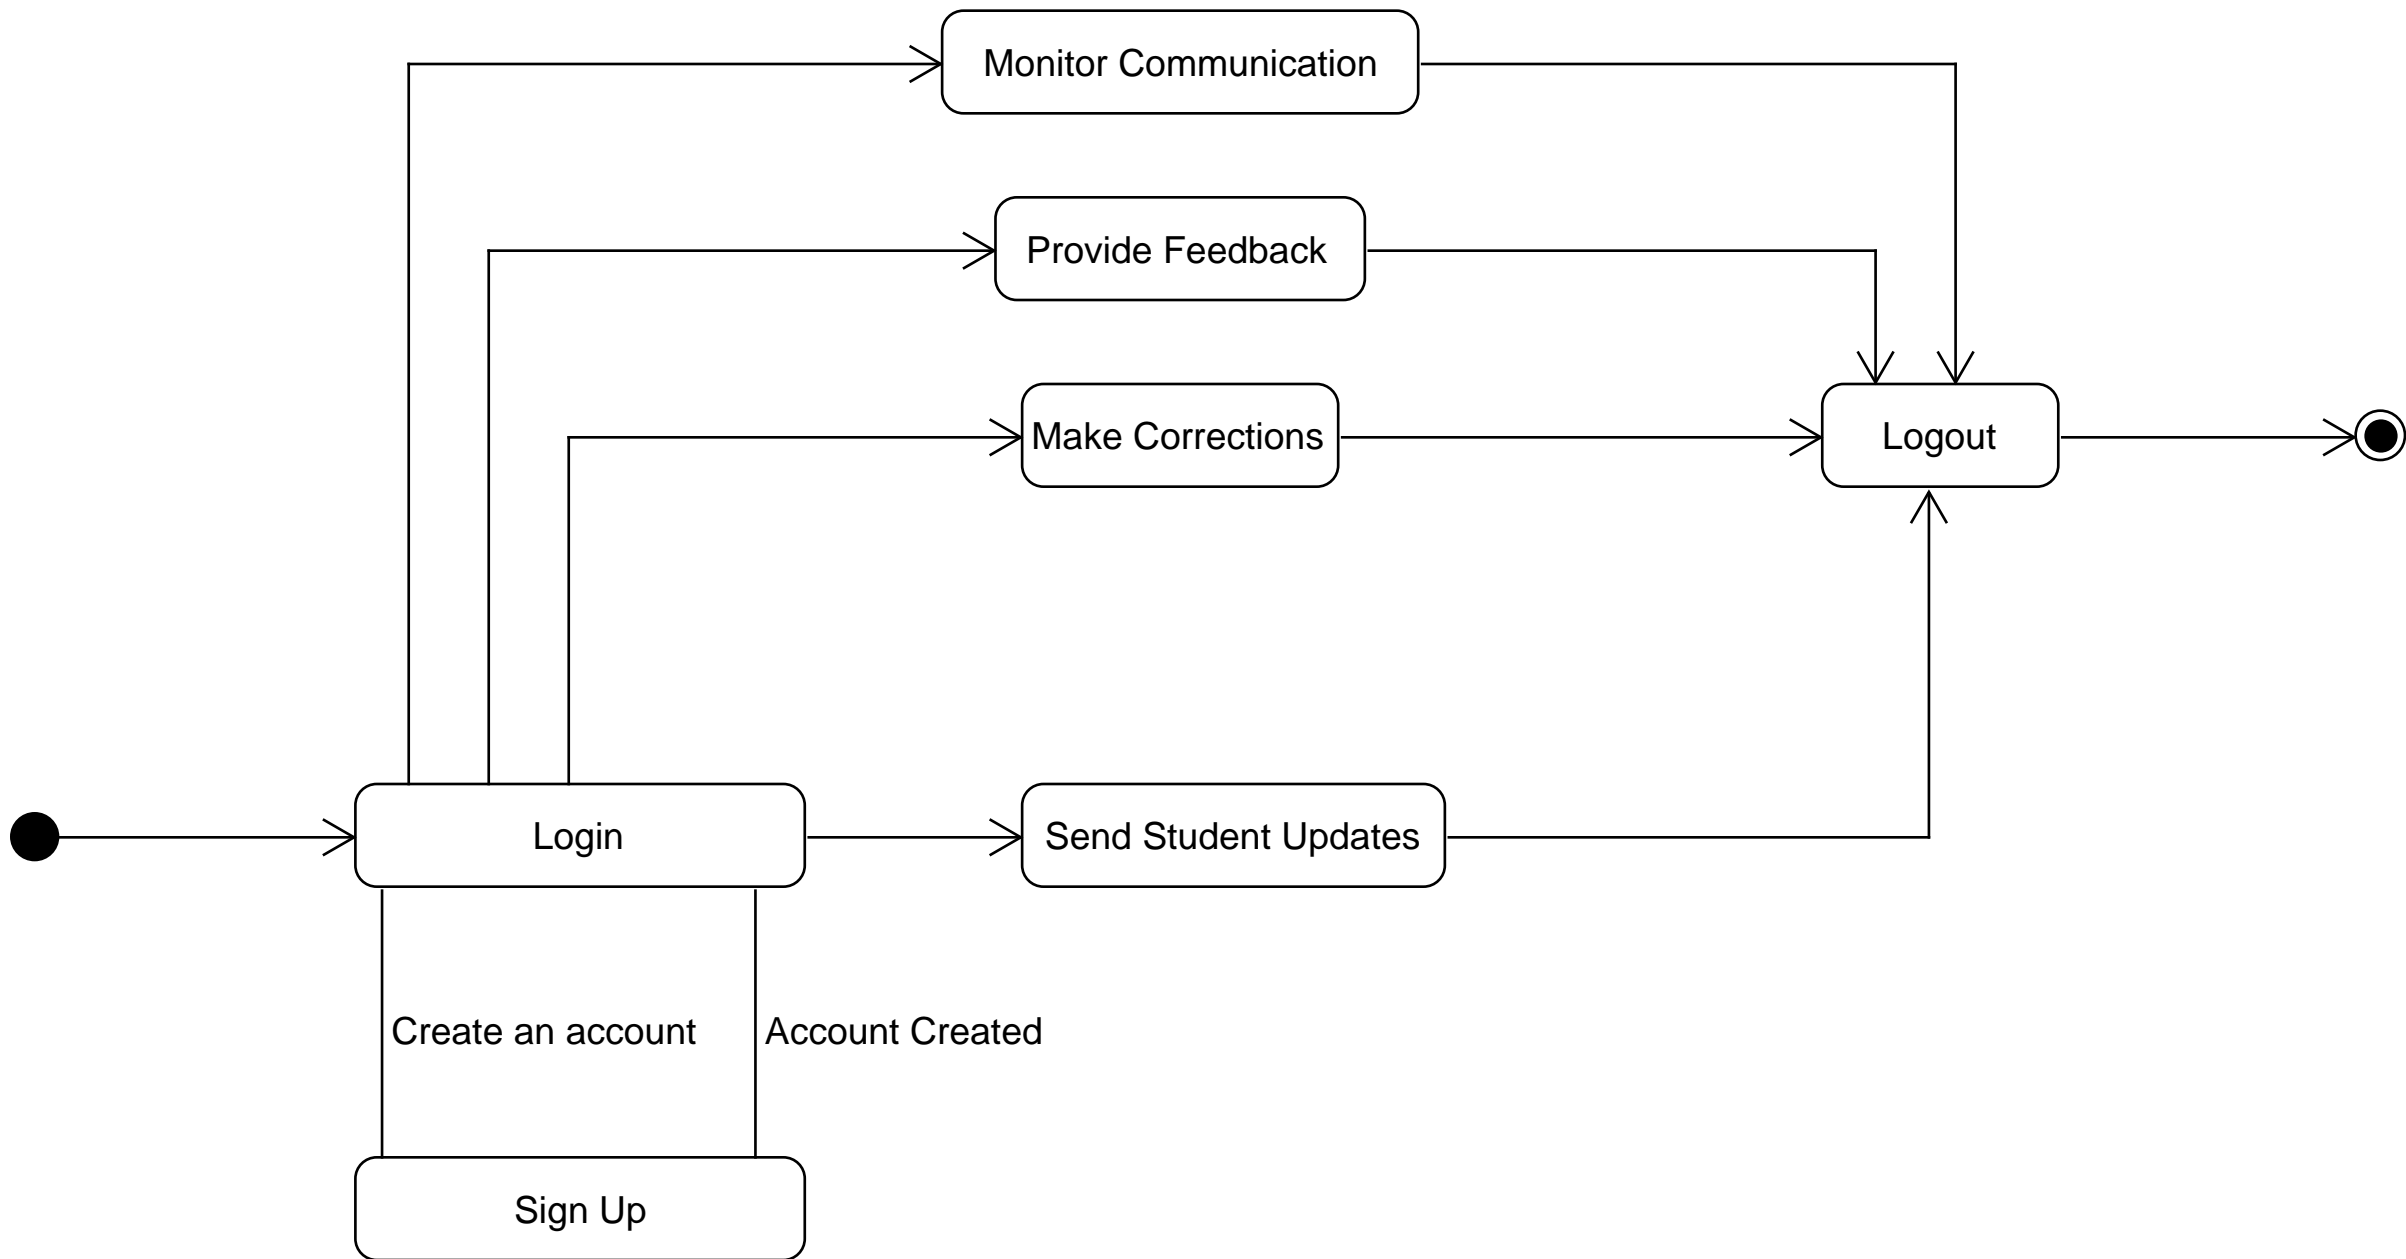 Monitor Communication
Provide Feedback
Make Corrections
Logout
Login
Send Student Updates
Create an account
Account Created
Sign Up